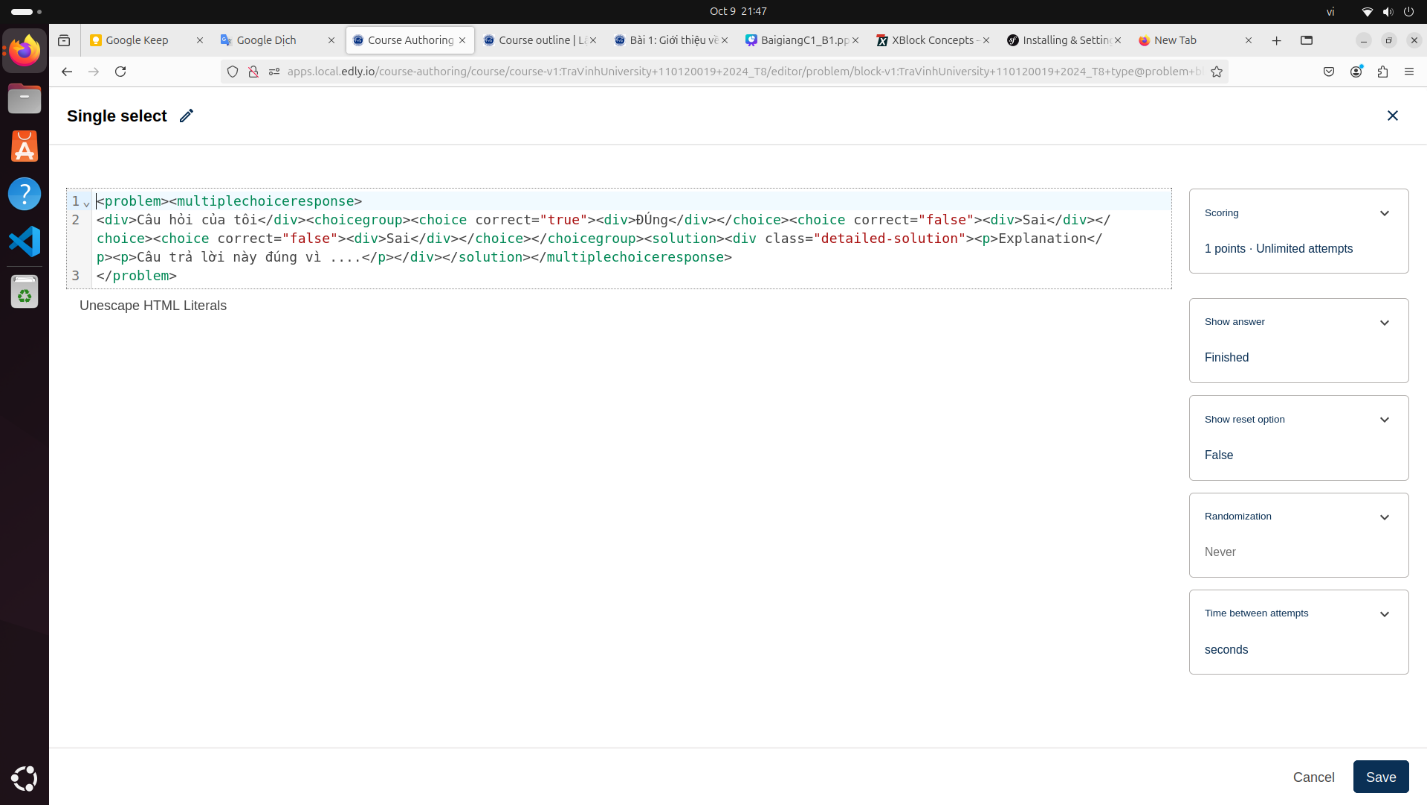 Oct 9 21:47
vi
Google Keep
Google Dịch
Course Authoring
Course outline | Lậ
Bài 1: Giới thiệu về
BaigiangC1_B1.pp
XBlock Concepts -
Installing & Setting
New Tab
apps.local.edly.io/course-authoring/course/course-v1:TraVinhUniversity+110120019+2024_T8/editor/problem/block-v1:TraVinhUniversity+110120019+2024_T8+type@problem+b
Single select
1 <problem><multiplechoiceresponse>
2 <div>Câu hỏi của tôi</div><choicegroup><choice correct="true"><div>ĐÚng</div></choice><choice correct="false"><div>Sai</div></
choice><choice correct="false"><div>Sai</div></choice></choicegroup><solution><div class="detailed-solution"><p>Explanation</
p><p>Câu trả lời này đúng vì ....</p></div></solution></multiplechoiceresponse>
3 </problem>
Unescape HTML Literals
Scoring
1 points · Unlimited attempts
Show answer
Finished
Show reset option
False
Randomization
Never
Time between attempts
seconds
Cancel
Save